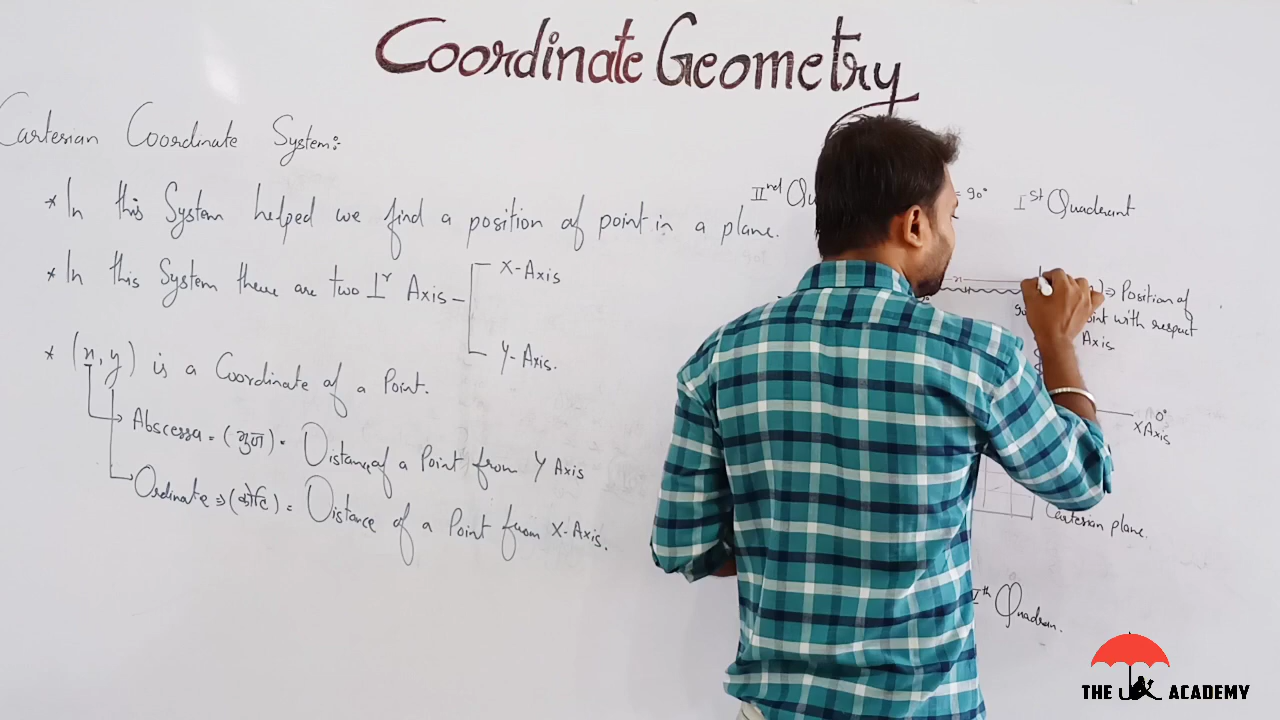 Coordinate Geometry
Cartesian Coordinate System:
* In this System helped we find a position of point in a plane.
* In this System there are two ⊥r Axis
X-Axis
Y-Axis.
* (x, y) is a Coordinate of a Point.
Abscessa = (भुज) = Distance of a Point from Y Axis
Ordinate ⇒ (कोटि) = Distance of a Point from X-Axis.
IInd
= 90° Ist Quadrant
x
⇒ Position of
with respect
Axis
0°
X Axis
Cartesian plane.
th Quadran.
THE ACADEMY